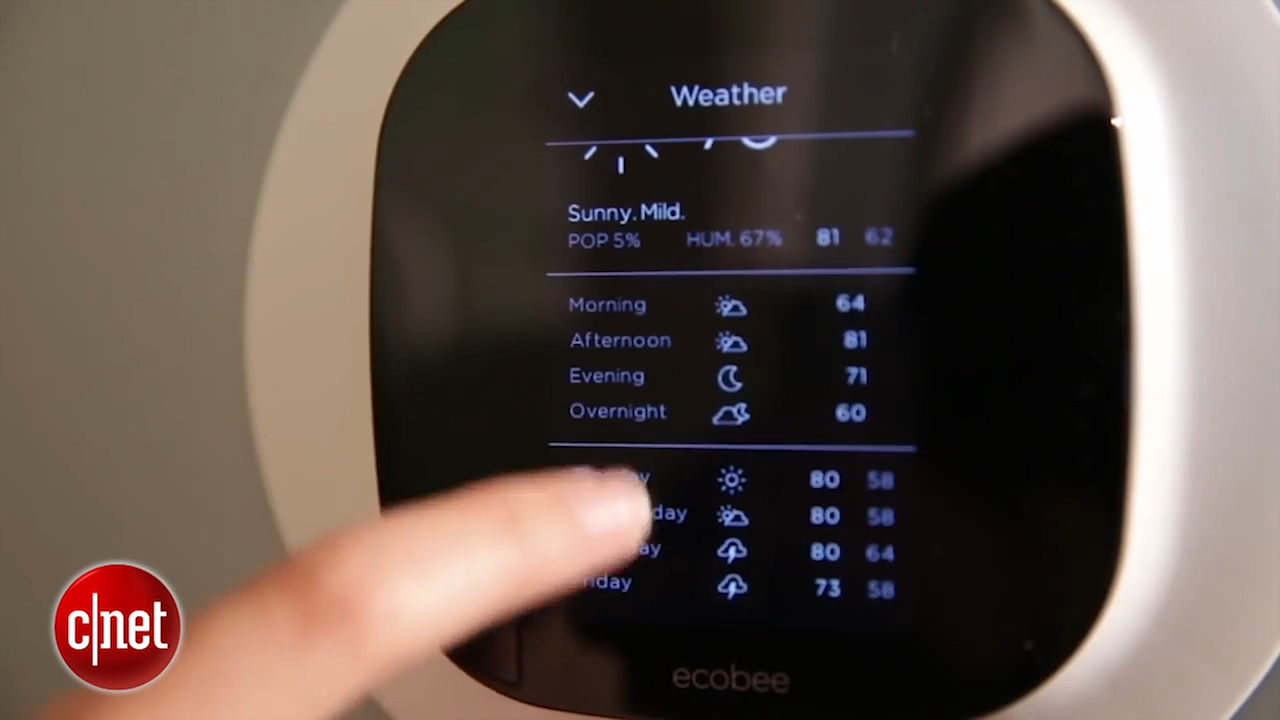 Weather
Sunny. Mild.
POP 5% HUM. 67% 81 62
Morning 64
Afternoon 81
Evening 71
Overnight 60
80 58
80 58
80 64
73 58
ecobee
c|net